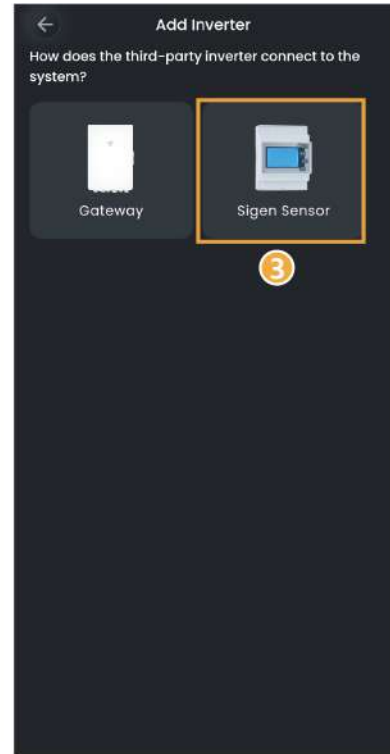 Add Inverter
How does the third-party inverter connect to the
system?
Gateway
Sigen Sensor
3